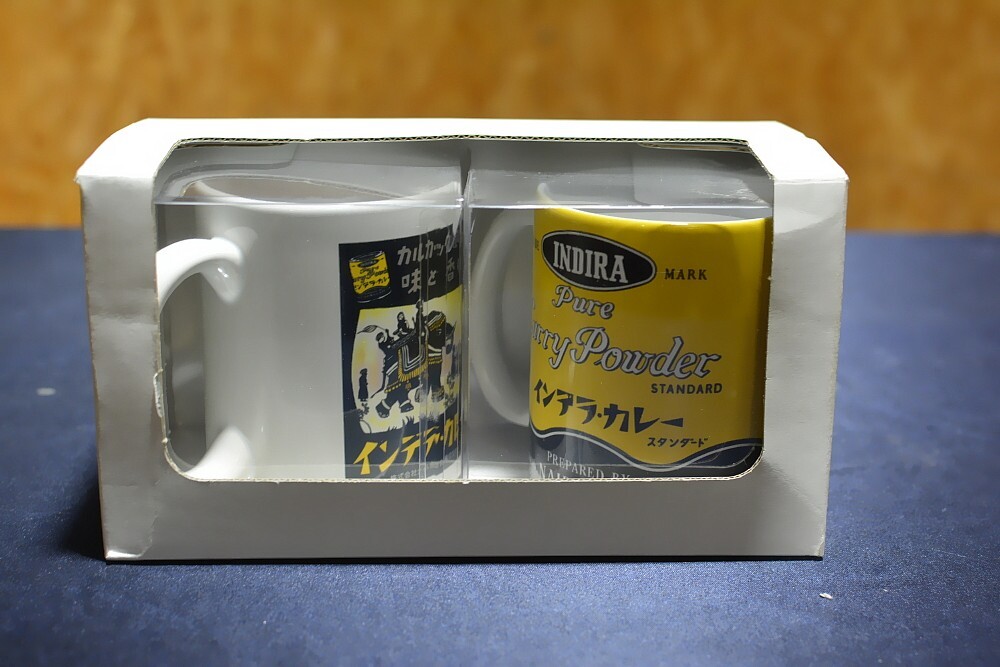 カルカッタ
味と香
インデラ・カ
INDIRA
MARK
Pure
urry Powder
STANDARD
インデラ・カレー
スタンダード
PREPARED